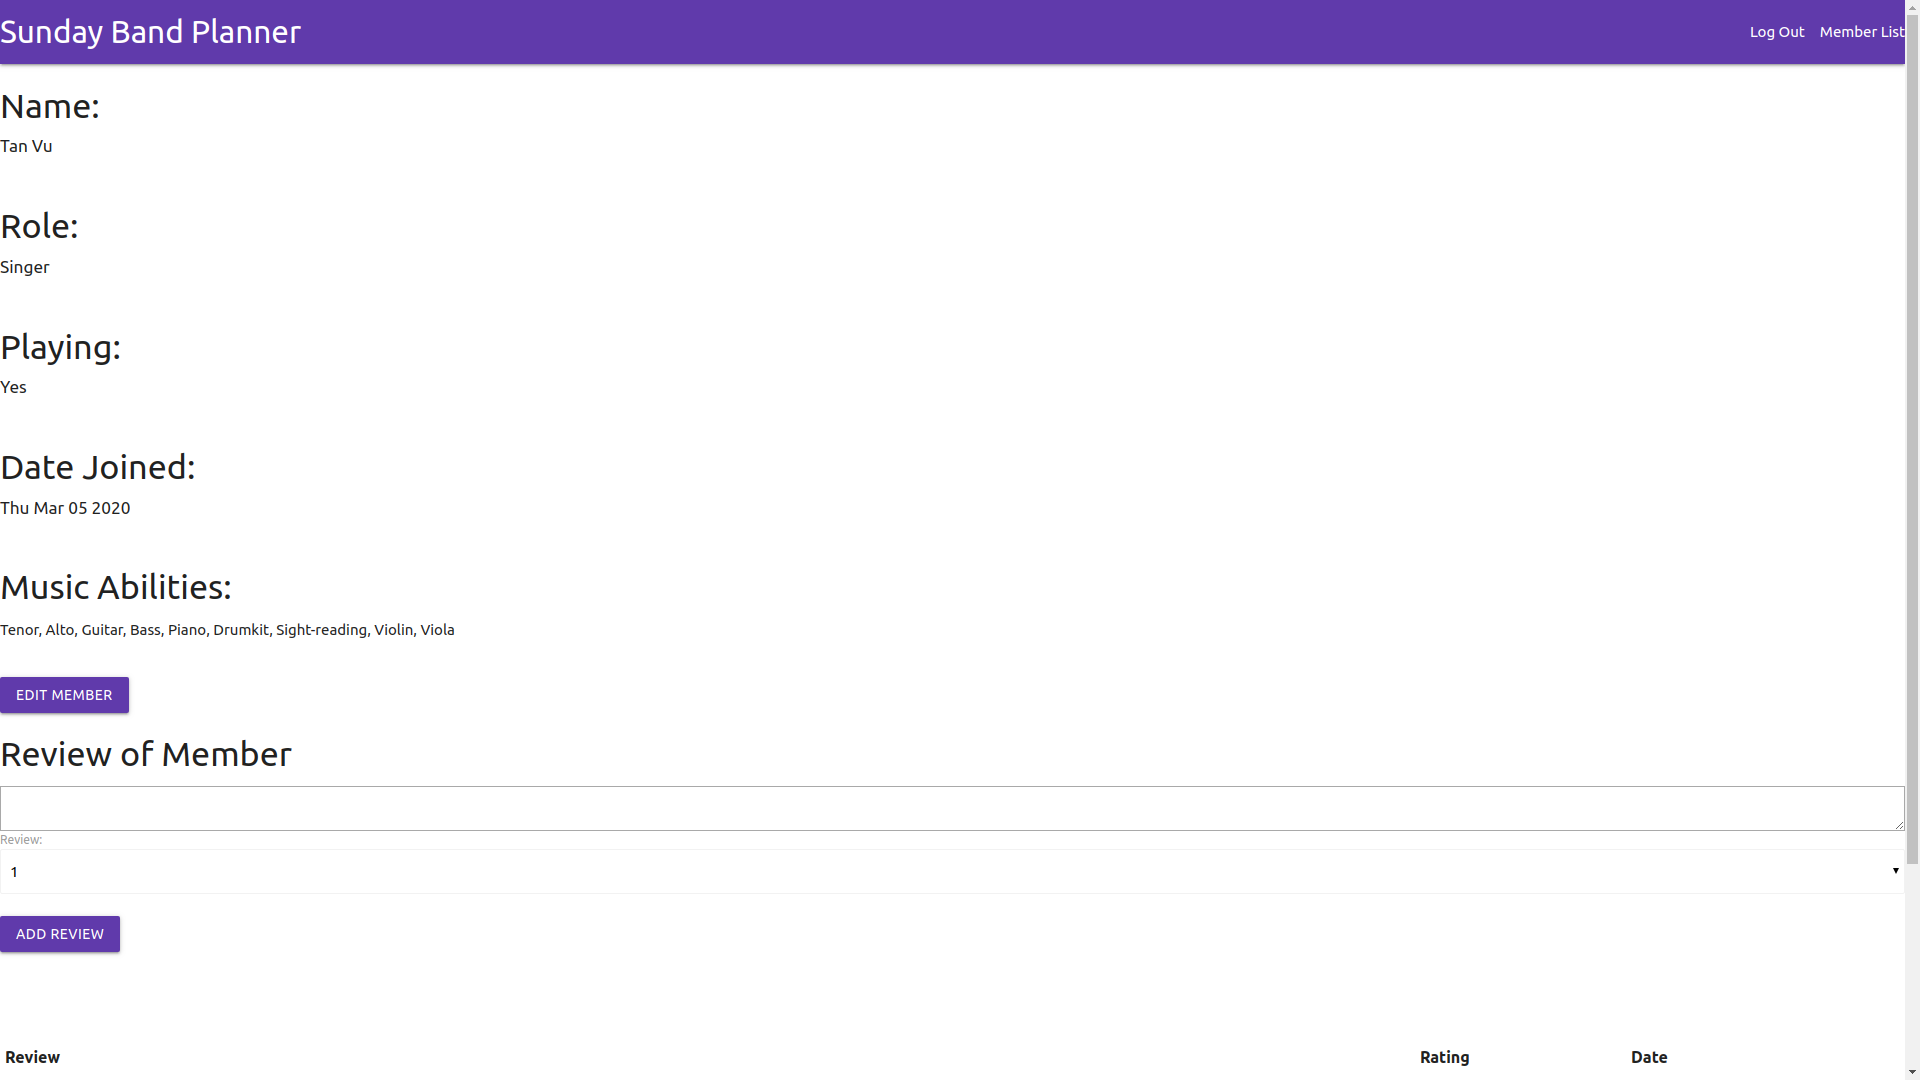 Sunday Band Planner
Log Out Member List
Name:
Tan Vu
Role:
Singer
Playing:
Yes
Date Joined:
Thu Mar 05 2020
Music Abilities:
Tenor, Alto, Guitar, Bass, Piano, Drumkit, Sight-reading, Violin, Viola
EDIT MEMBER
Review of Member
Review:
1
ADD REVIEW
Review Rating Date